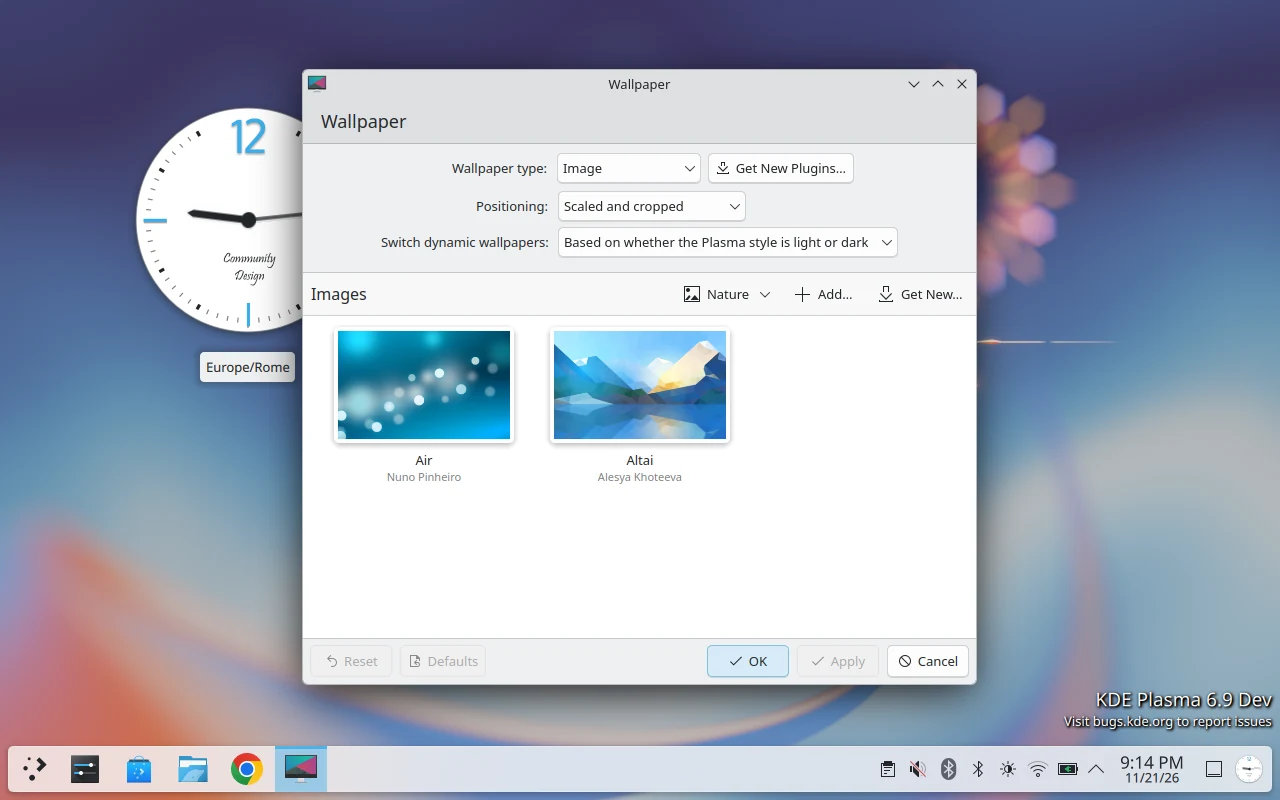 Wallpaper
Wallpaper
Wallpaper type: Image Get New Plugins...
Positioning: Scaled and cropped
Switch dynamic wallpapers: Based on whether the Plasma style is light or dark
Images Nature Add... Get New...
Air
Nuno Pinheiro
Altai
Alesya Khoteeva
Reset Defaults OK Apply Cancel
12
Community
Design
Europe/Rome
KDE Plasma 6.9 Dev
Visit bugs.kde.org to report issues
9:14 PM
11/21/26